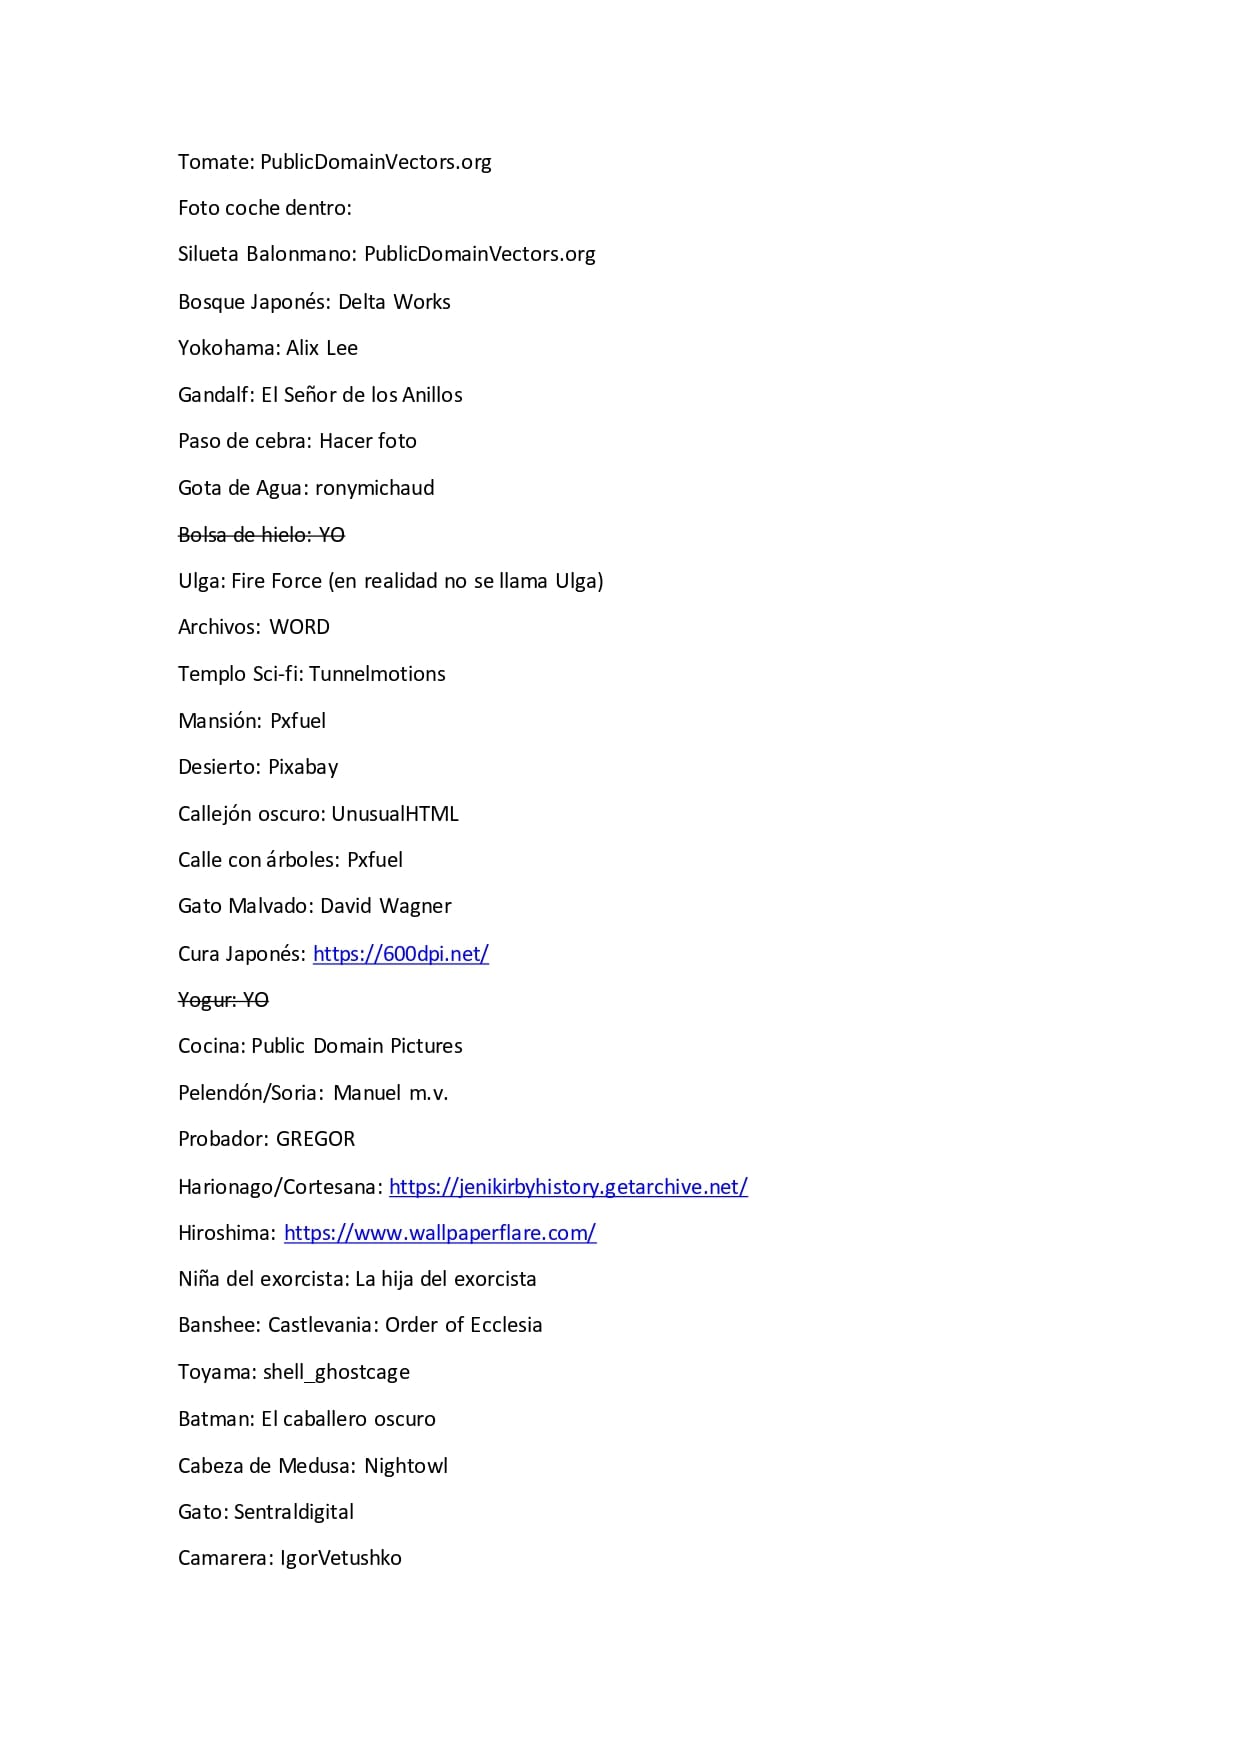 Tomate: PublicDomainVectors.org
Foto coche dentro:
Silueta Balonmano: PublicDomainVectors.org
Bosque Japonés: Delta Works
Yokohama: Alix Lee
Gandalf: El Señor de los Anillos
Paso de cebra: Hacer foto
Gota de Agua: ronymichaud
Bolsa de hielo: YO
Ulga: Fire Force (en realidad no se llama Ulga)
Archivos: WORD
Templo Sci-fi: Tunnelmotions
Mansión: Pxfuel
Desierto: Pixabay
Callejón oscuro: UnusualHTML
Calle con árboles: Pxfuel
Gato Malvado: David Wagner
Cura Japonés: https://600dpi.net/
Yogur: YO
Cocina: Public Domain Pictures
Pelendón/Soria: Manuel m.v.
Probador: GREGOR
Harionago/Cortesana: https://jenikirbyhistory.getarchive.net/
Hiroshima: https://www.wallpaperflare.com/
Niña del exorcista: La hija del exorcista
Banshee: Castlevania: Order of Ecclesia
Toyama: shell_ghostcage
Batman: El caballero oscuro
Cabeza de Medusa: Nightowl
Gato: Sentraldigital
Camarera: IgorVetushko